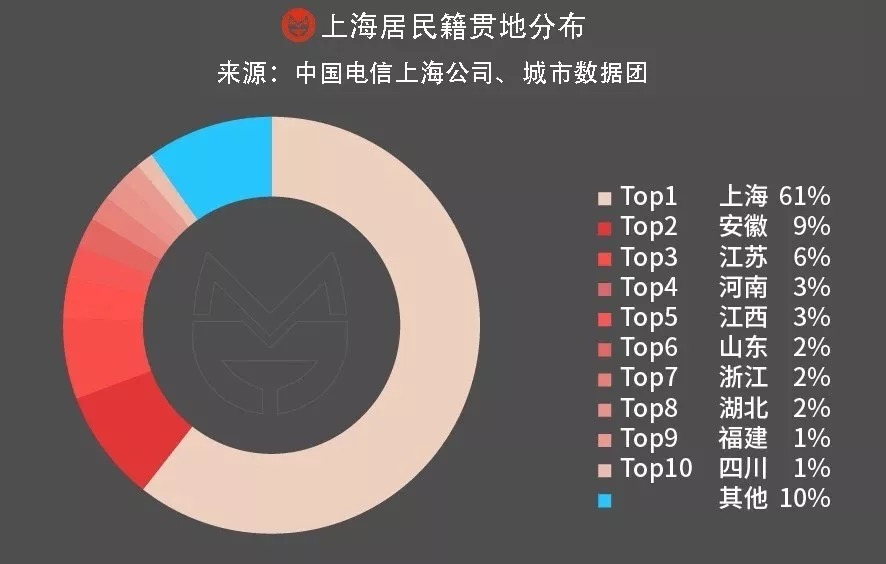 上海居民籍贯地分布
来源：中国电信上海公司、城市数据团
Top1 上海 61%
Top2 安徽 9%
Top3 江苏 6%
Top4 河南 3%
Top5 江西 3%
Top6 山东 2%
Top7 浙江 2%
Top8 湖北 2%
Top9 福建 1%
Top10 四川 1%
其他 10%